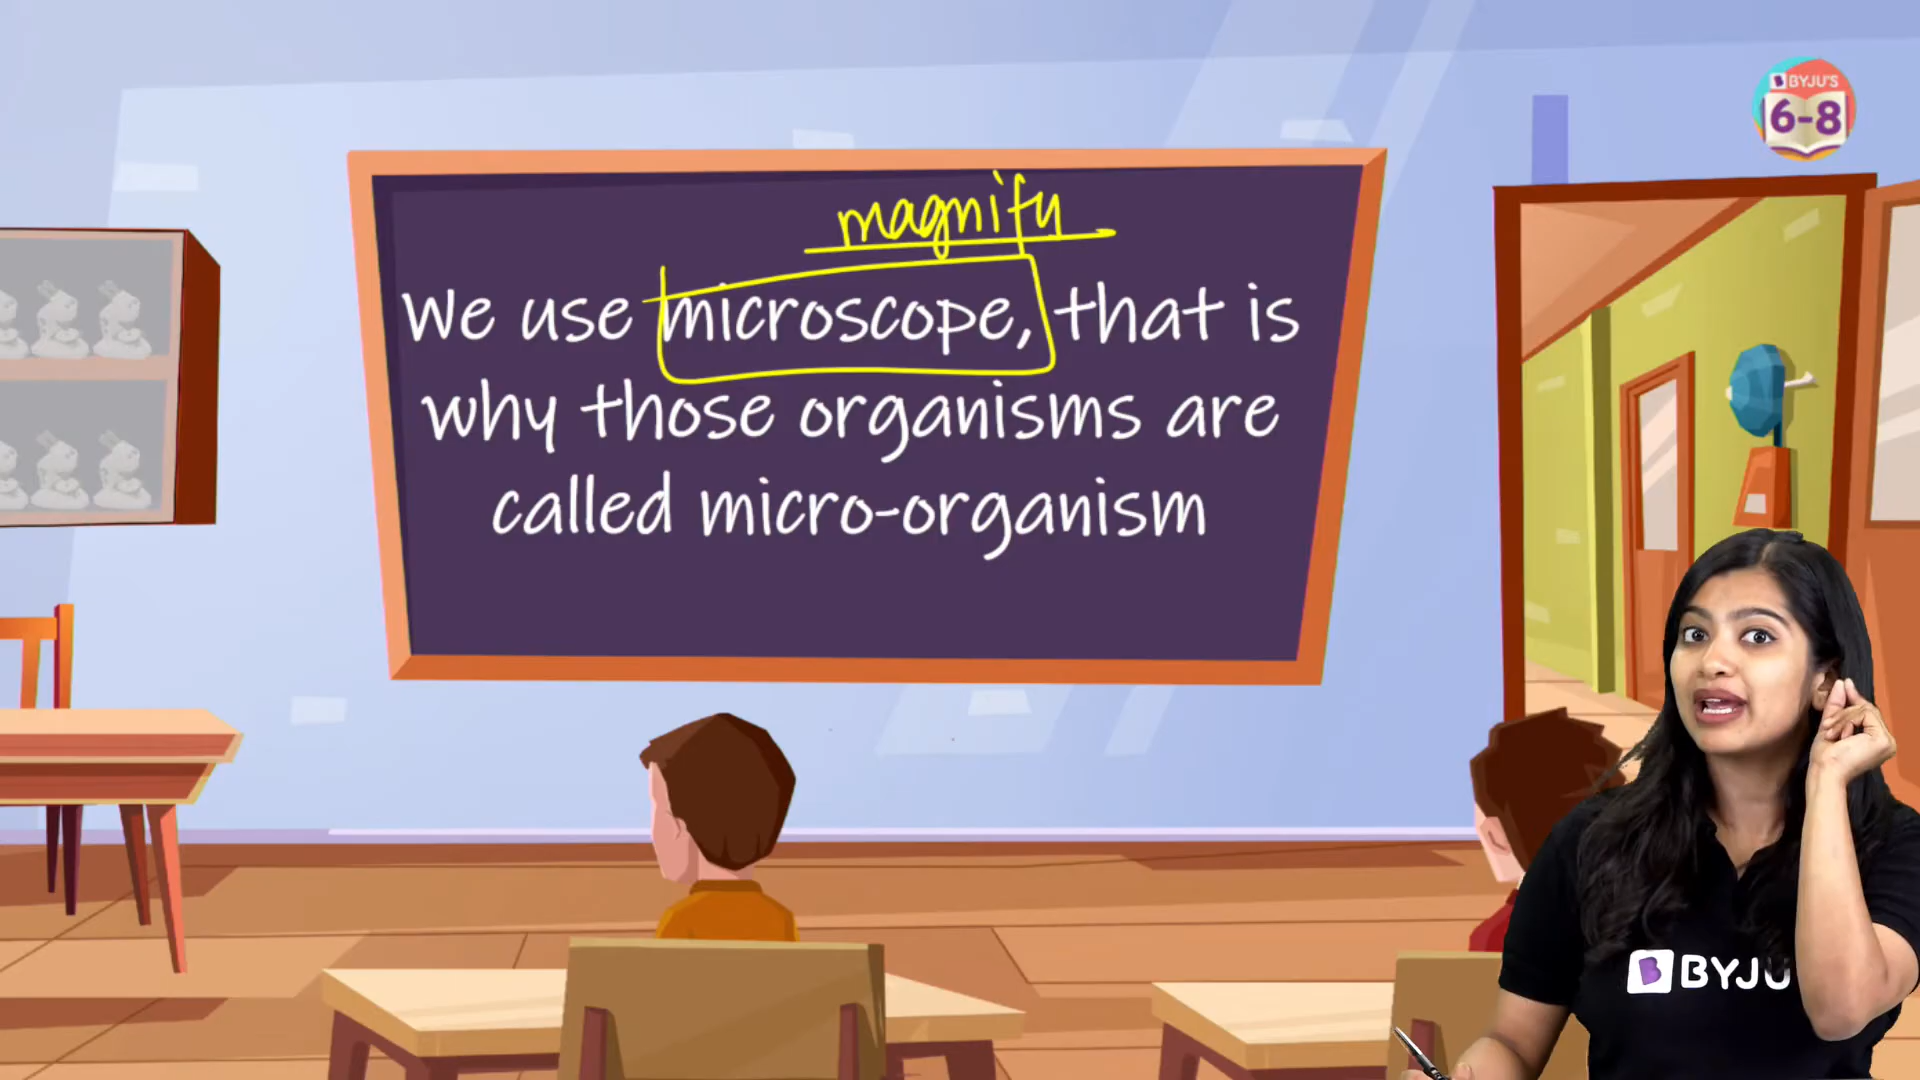 BYJU'S
6-8
magnify
We use microscope, that is
why those organisms are
called micro-organism
BYJU